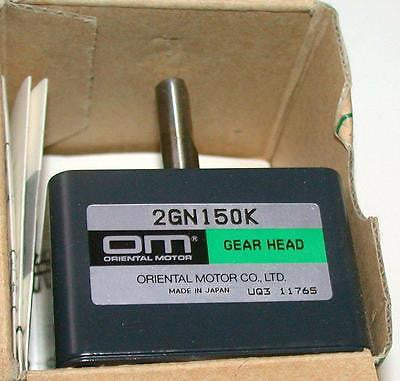 2GN150K
OM®
ORIENTAL MOTOR
GEAR HEAD
ORIENTAL MOTOR CO., LTD.
MADE IN JAPAN UQ3 11765